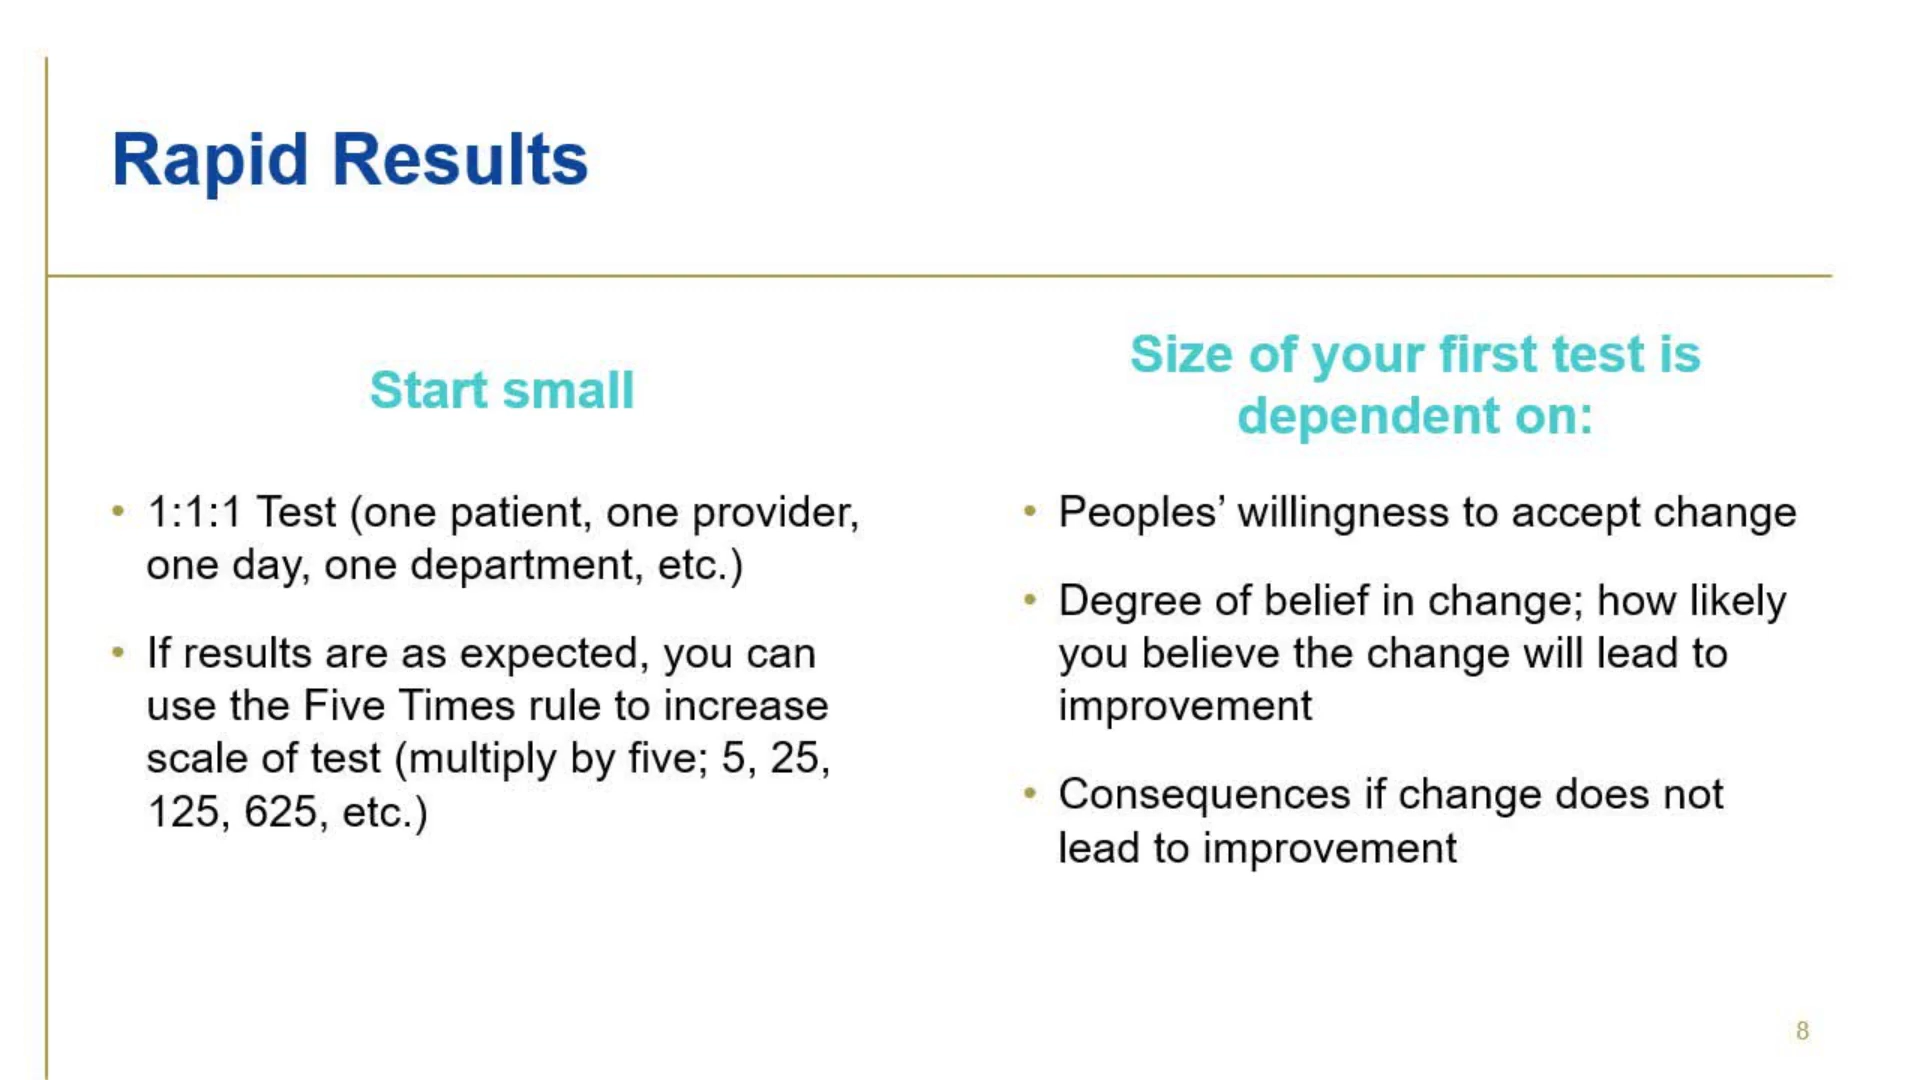 Rapid Results
Start small
• 1:1:1 Test (one patient, one provider,
one day, one department, etc.)
• If results are as expected, you can
use the Five Times rule to increase
scale of test (multiply by five; 5, 25,
125, 625, etc.)
Size of your first test is
dependent on:
• Peoples’ willingness to accept change
• Degree of belief in change; how likely
you believe the change will lead to
improvement
• Consequences if change does not
lead to improvement
8